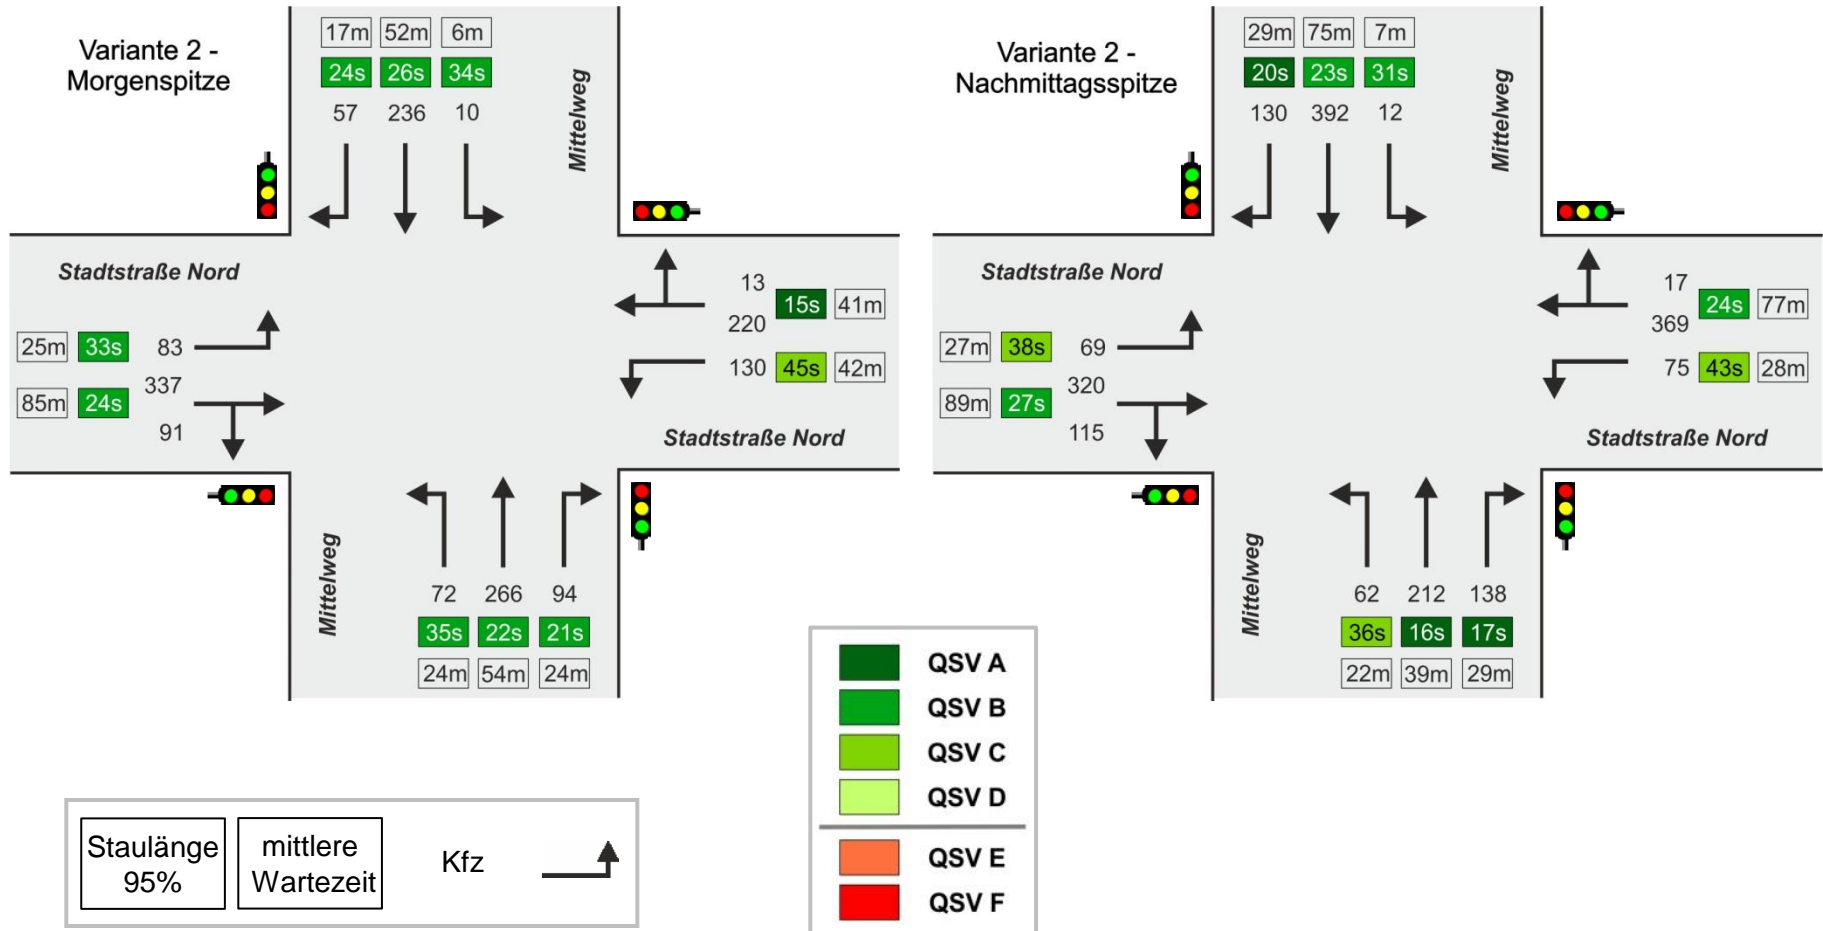 Variante 2 -
Morgenspitze
17m 52m 6m
24s 26s 34s
57 236 10
Mittelweg
Stadtstraße Nord
25m 33s 83
337
85m 24s
91
13
15s 41m
220
130 45s 42m
Stadtstraße Nord
Mittelweg
72 266 94
35s 22s 21s
24m 54m 24m
Variante 2 -
Nachmittagsspitze
29m 75m 7m
20s 23s 31s
130 392 12
Mittelweg
Stadtstraße Nord
27m 38s 69
320
89m 27s
115
17
24s 77m
369
75 43s 28m
Stadtstraße Nord
Mittelweg
62 212 138
36s 16s 17s
22m 39m 29m
QSV A
QSV B
QSV C
QSV D
QSV E
QSV F
Staulänge
95%
mittlere
Wartezeit
Kfz